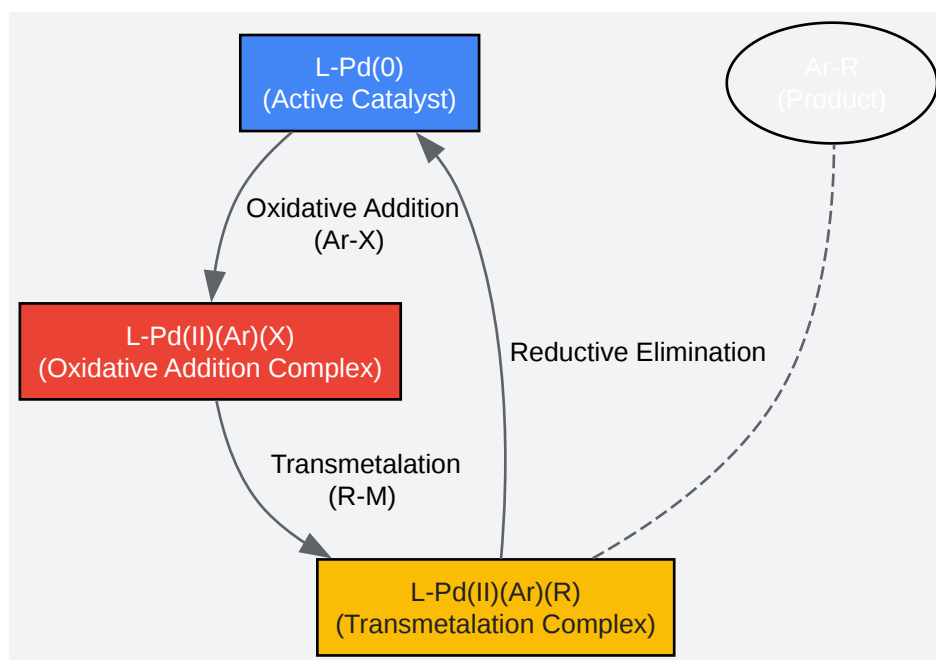 L-Pd(0)
(Active Catalyst)
Ar-R
(Product)
Oxidative Addition
(Ar-X)
L-Pd(II)(Ar)(X)
(Oxidative Addition Complex)
Reductive Elimination
Transmetalation
(R-M)
L-Pd(II)(Ar)(R)
(Transmetalation Complex)